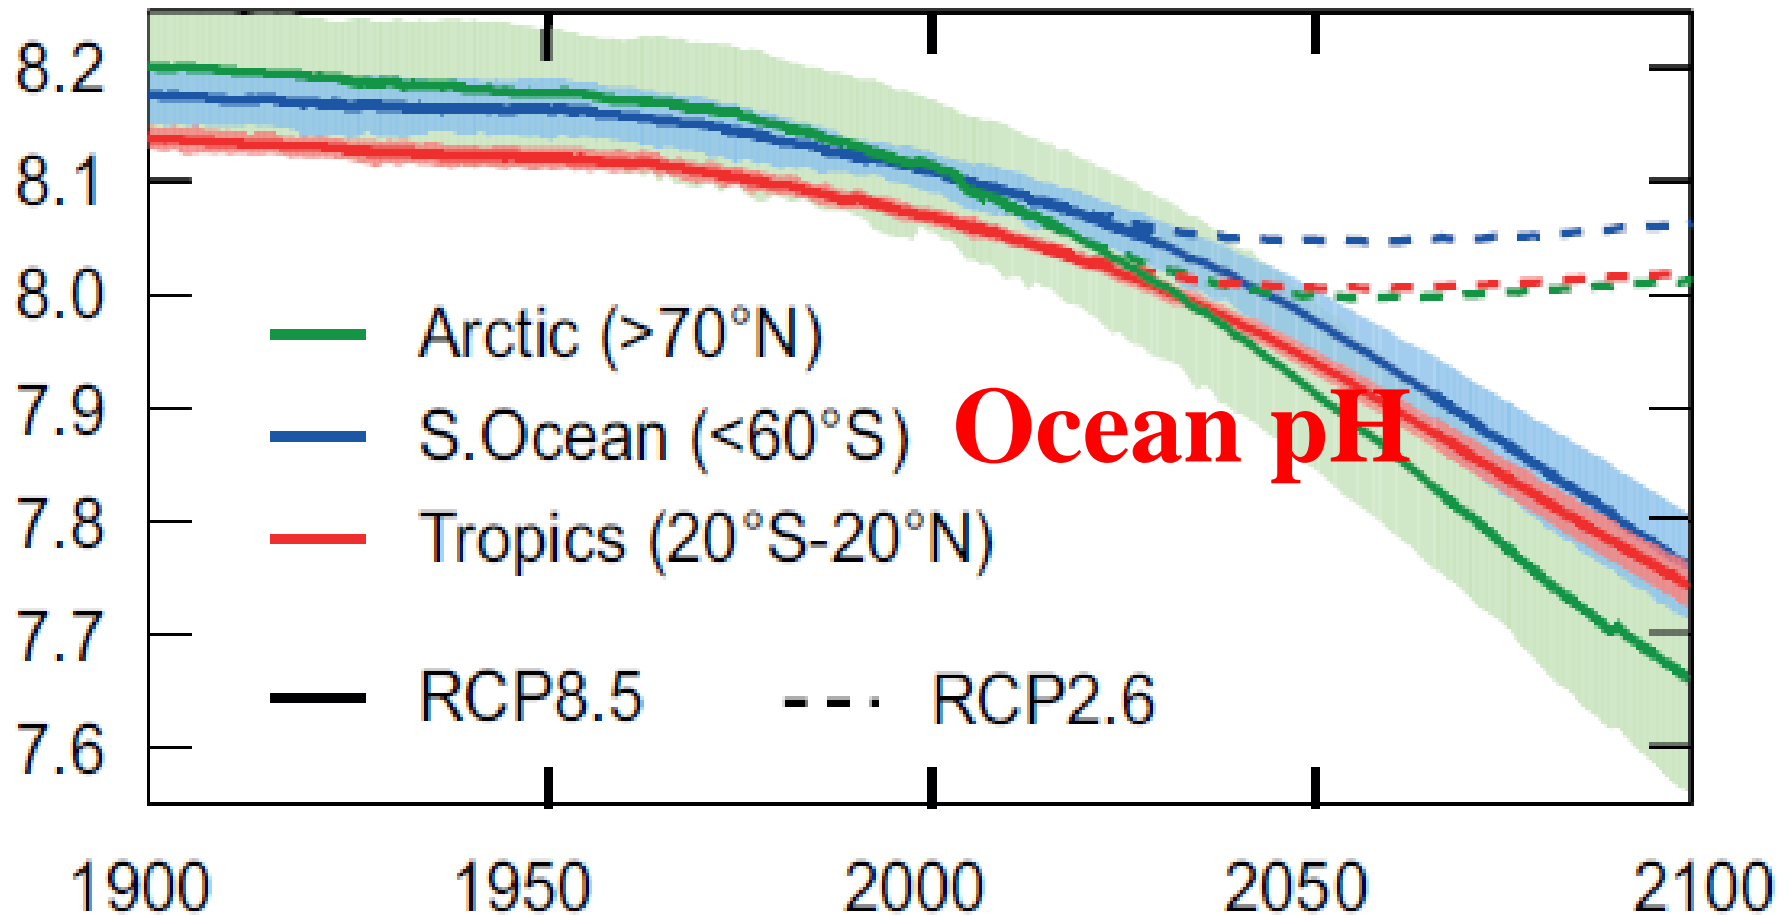 8.2
8.1
8.0
Arctic (>70°N)
7.9
S.Ocean (<60°S)
Ocean pH
7.8
Tropics (20°S-20°N)
7.7
RCP8.5 RCP2.6
7.6
1900 1950 2000 2050 2100